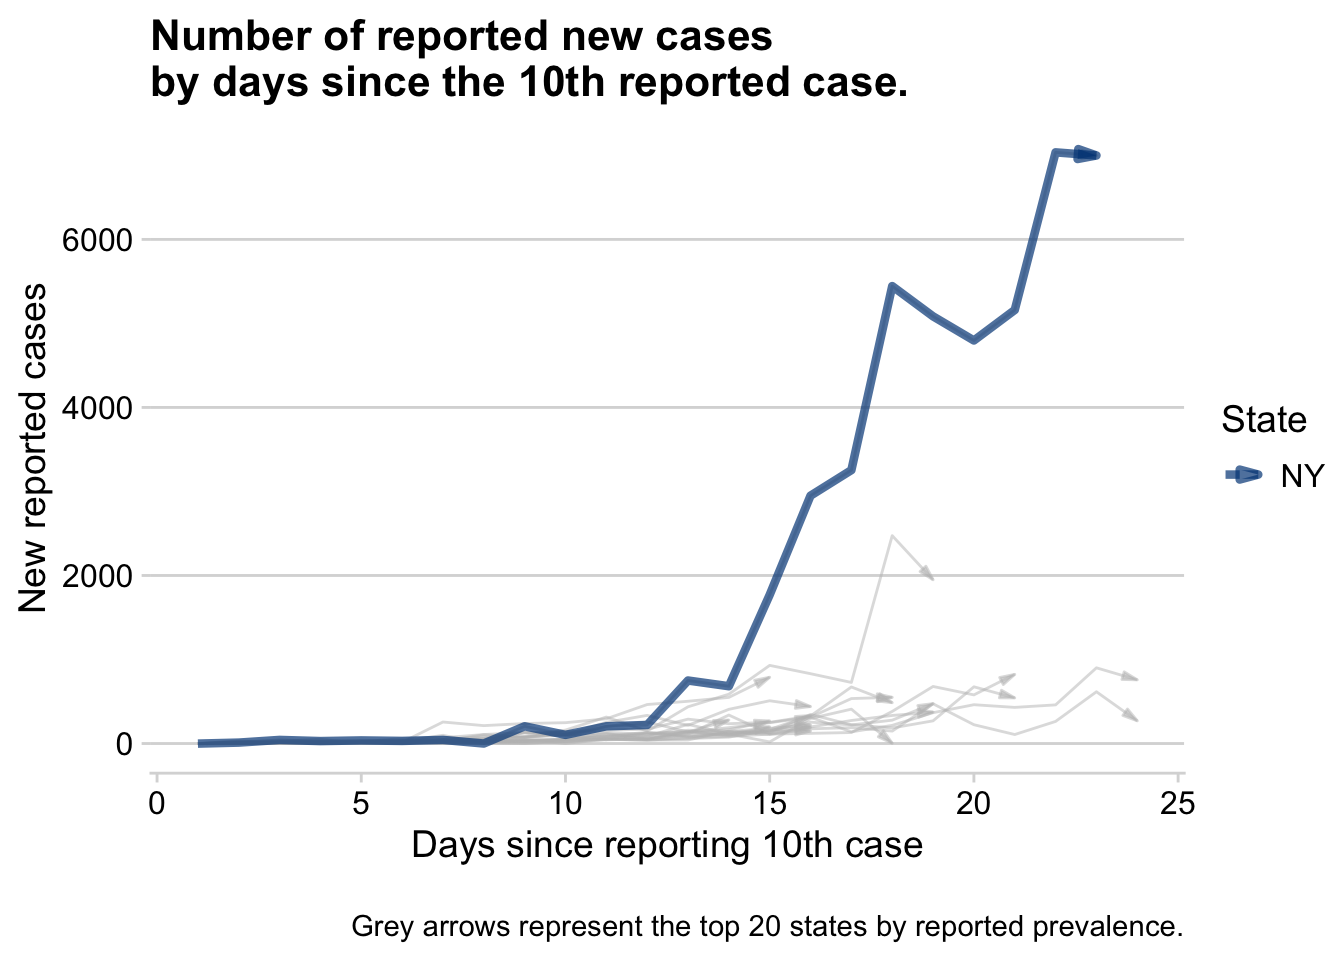 Number of reported new cases
by days since the 10th reported case.
New reported cases
6000
4000
2000
0
0 5 10 15 20 25
Days since reporting 10th case
State
NY
Grey arrows represent the top 20 states by reported prevalence.